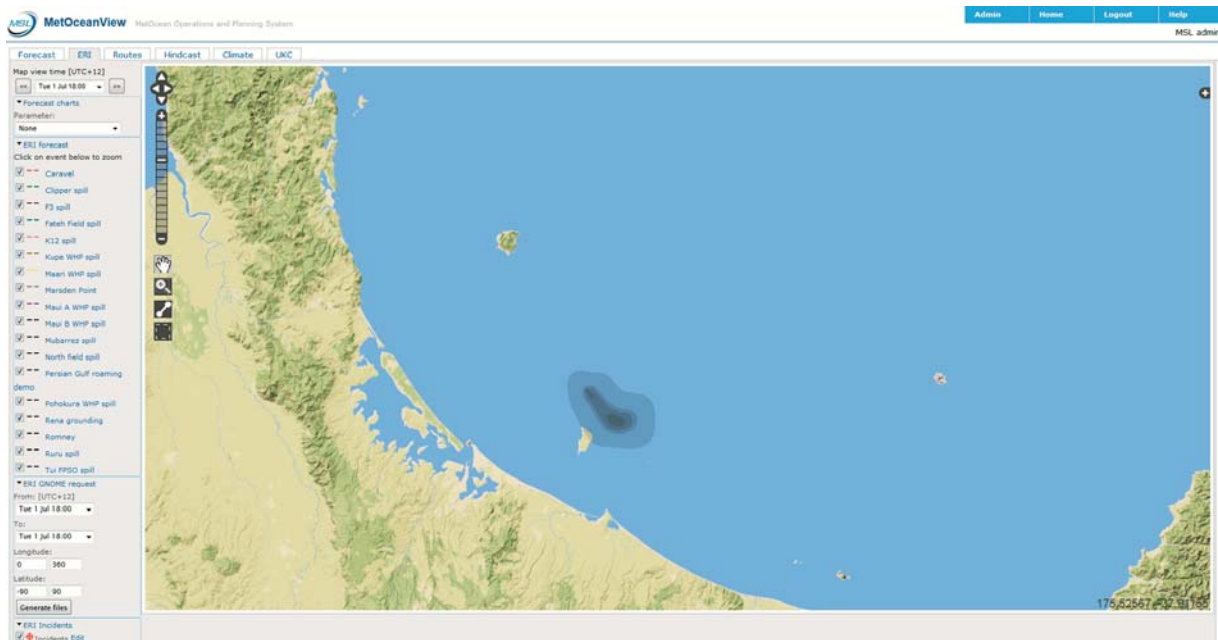 MSL MetOceanView MetOcean Operations and Planning System
Admin Home Logout Help
MSL admin
Forecast ERI Routes Hindcast Climate UKC
Map view time [UTC+12]
<< Tue 1 Jul 18:00 >>
Forecast charts
Parameter:
None
ERI forecast
Click on event below to zoom
Caravel
Clipper spill
F3 spill
Fateh Field spill
K12 spill
Kupe WHP spill
Maari WHP spill
Marsden Point
Maui A WHP spill
Maui B WHP spill
Mubarrez spill
North field spill
Persian Gulf roaming
demo
Pohokura WHP spill
Rena grounding
Romney
Ruru spill
Tui FPSO spill
ERI GNOME request
From: [UTC+12]
Tue 1 Jul 18:00
To:
Tue 1 Jul 18:00
Longitude:
0 360
Latitude:
-90 90
Generate files
ERI Incidents
Incidents Edit
175.52567, -37.91155